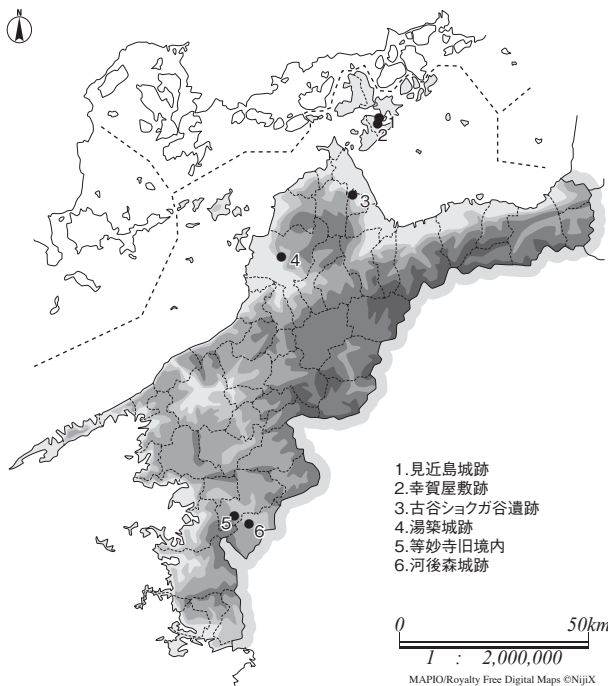 N
1
2
3
4
5
6
1.見近島城跡
2.幸賀屋敷跡
3.古谷ショクガ谷遺跡
4.湯築城跡
5.等妙寺旧境内
6.河後森城跡
0 50km
1 : 2,000,000
MAPIO/Royalty Free Digital Maps ©NijiX